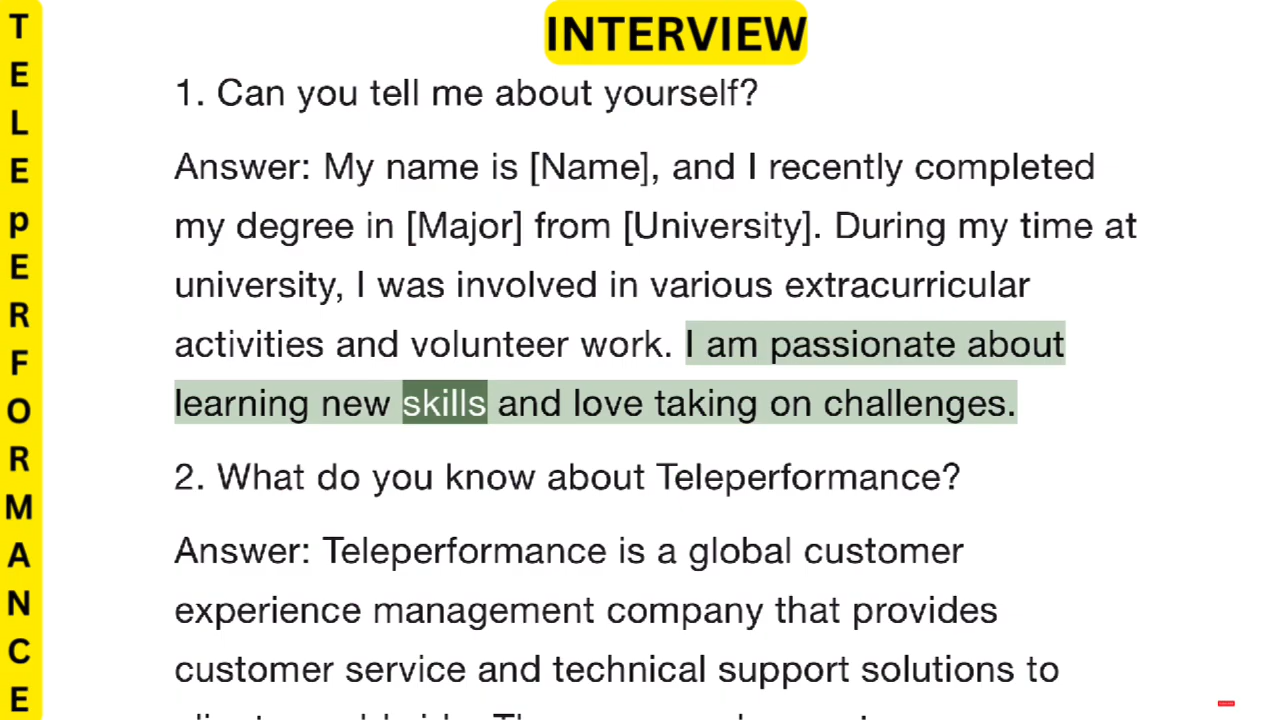 TELEpERFORMANCE
INTERVIEW
1. Can you tell me about yourself?
Answer: My name is [Name], and I recently completed
my degree in [Major] from [University]. During my time at
university, I was involved in various extracurricular
activities and volunteer work. I am passionate about
learning new skills and love taking on challenges.
2. What do you know about Teleperformance?
Answer: Teleperformance is a global customer
experience management company that provides
customer service and technical support solutions to